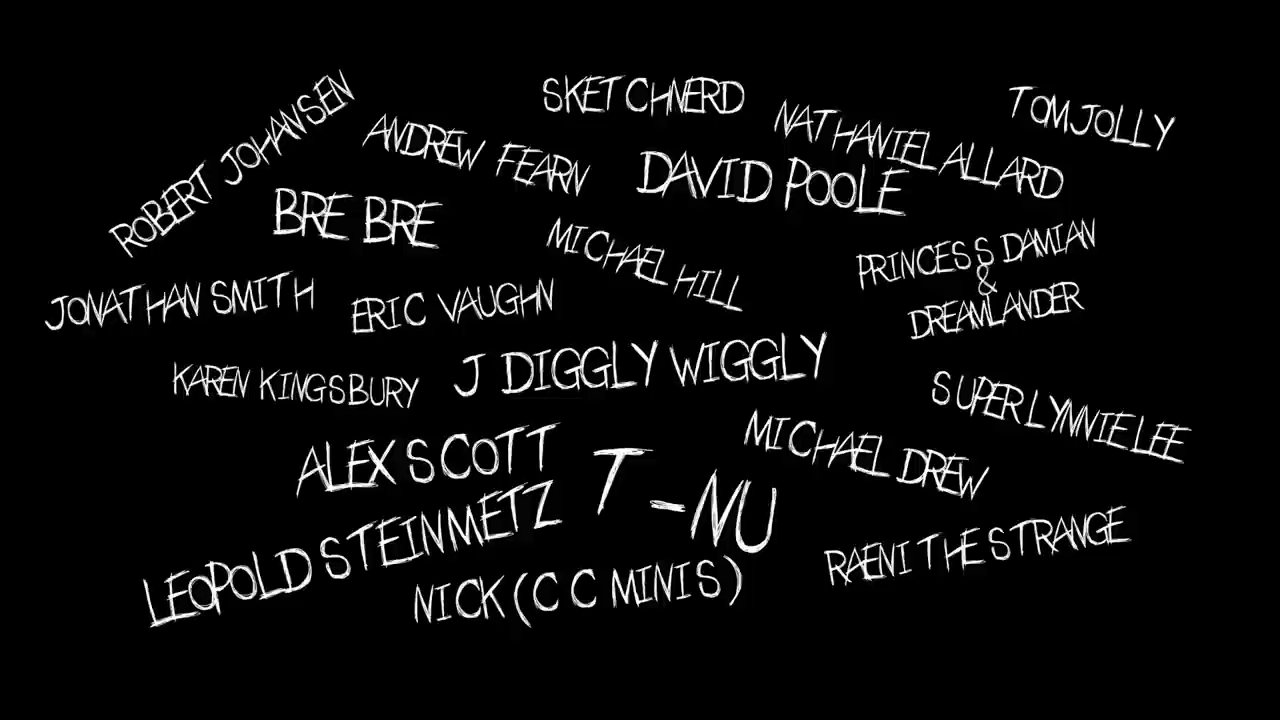 SKETCHNERD
TOM JOLLY
ROBERT JOHANSEN
ANDREW FEARN
NATHANIEL ALLARD
DAVID POOLE
BRE BRE
MICHAEL HILL
PRINCESS DAMIAN
&
DREAMLANDER
JONATHAN SMITH
ERIC VAUGHN
J DIGGLY WIGGLY
KAREN KINGSBURY
SUPER LYNNIE LEE
ALEX SCOTT
MICHAEL DREW
T-NU
LEOPOLD STEINMETZ
RAENI THE STRANGE
NICK (C C MINIS)